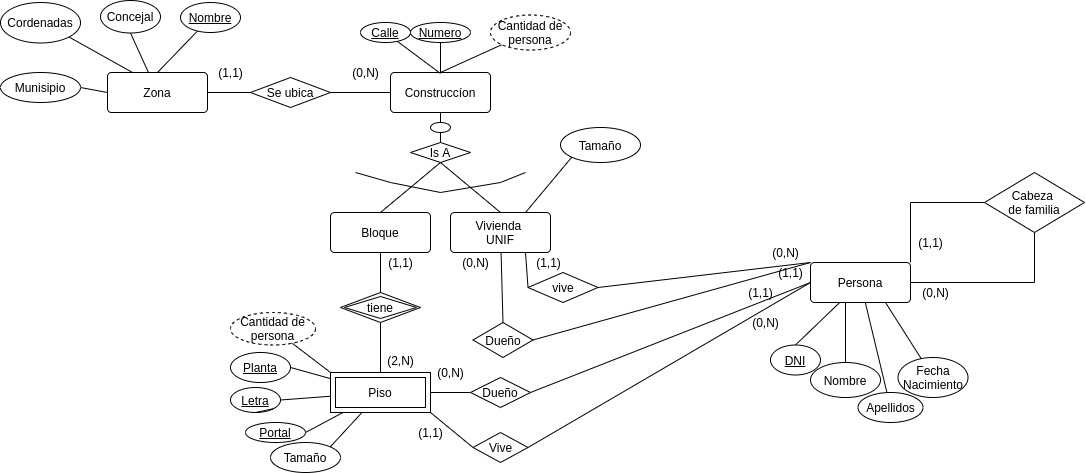 Cordenadas
Concejal
Nombre
Munisipio
Zona
(1,1)
Se ubica
(0,N)
Calle
Numero
Cantidad de
persona
Construccíon
Is A
Tamaño
Bloque
Vivienda
UNIF
(1,1)
(0,N)
(1,1)
vive
(0,N)
(1,1)
Dueño
Persona
(1,1)
Cabeza
de familia
(0,N)
tiene
(2,N)
Cantidad de
persona
Planta
Letra
Portal
Tamaño
Piso
(0,N)
Dueño
(1,1)
(1,1)
Vive
(0,N)
DNI
Nombre
Apellidos
Fecha
Nacimiento